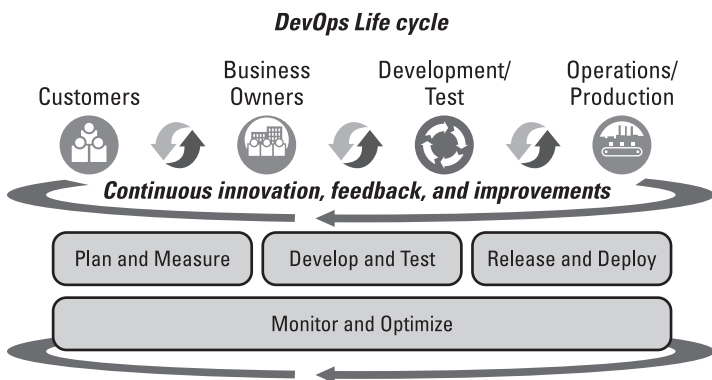 DevOps Life cycle
Customers
Business
Owners
Development/
Test
Operations/
Production
Continuous innovation, feedback, and improvements
Plan and Measure
Develop and Test
Release and Deploy
Monitor and Optimize